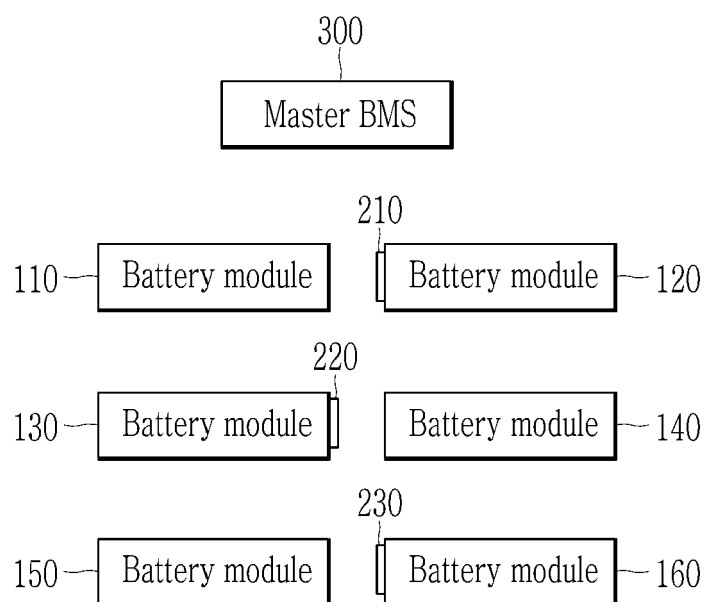 300
Master BMS
210
110 Battery module Battery module 120
220
130 Battery module Battery module 140
230
150 Battery module Battery module 160